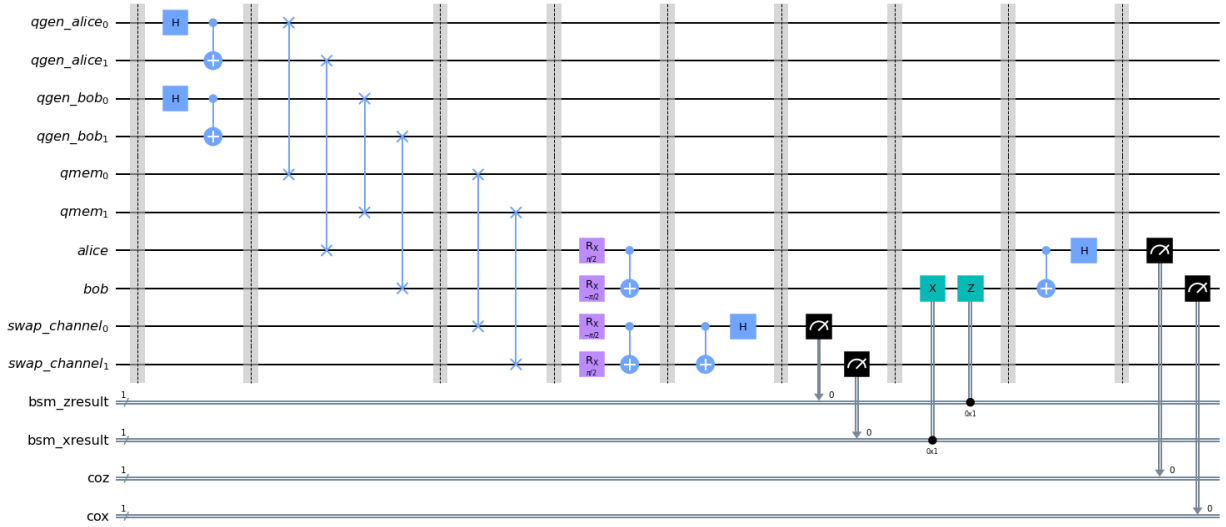 qgen_alice0 H
qgen_alice1
qgen_bob0 H
qgen_bob1
qmem0
qmem1
alice RX π/2 H
bob RX −π/2 X Z
swap_channel0 RX −π/2 H
swap_channel1 RX π/2
bsm_zresult 1 0 0x1
bsm_xresult 1 0 0x1
coz 1 0
cox 1 0